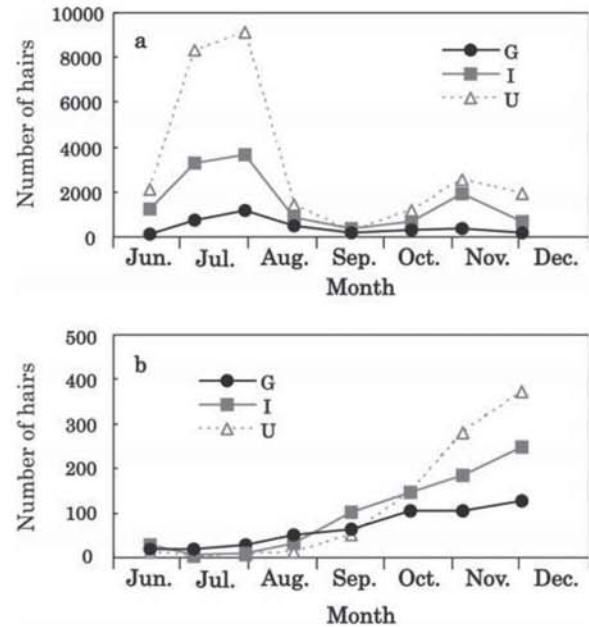 a
10000
8000
6000
4000
2000
0
G
I
U
Number of hairs
Jun. Jul. Aug. Sep. Oct. Nov. Dec.
Month
b
500
400
300
200
100
0
G
I
U
Number of hairs
Jun. Jul. Aug. Sep. Oct. Nov. Dec.
Month